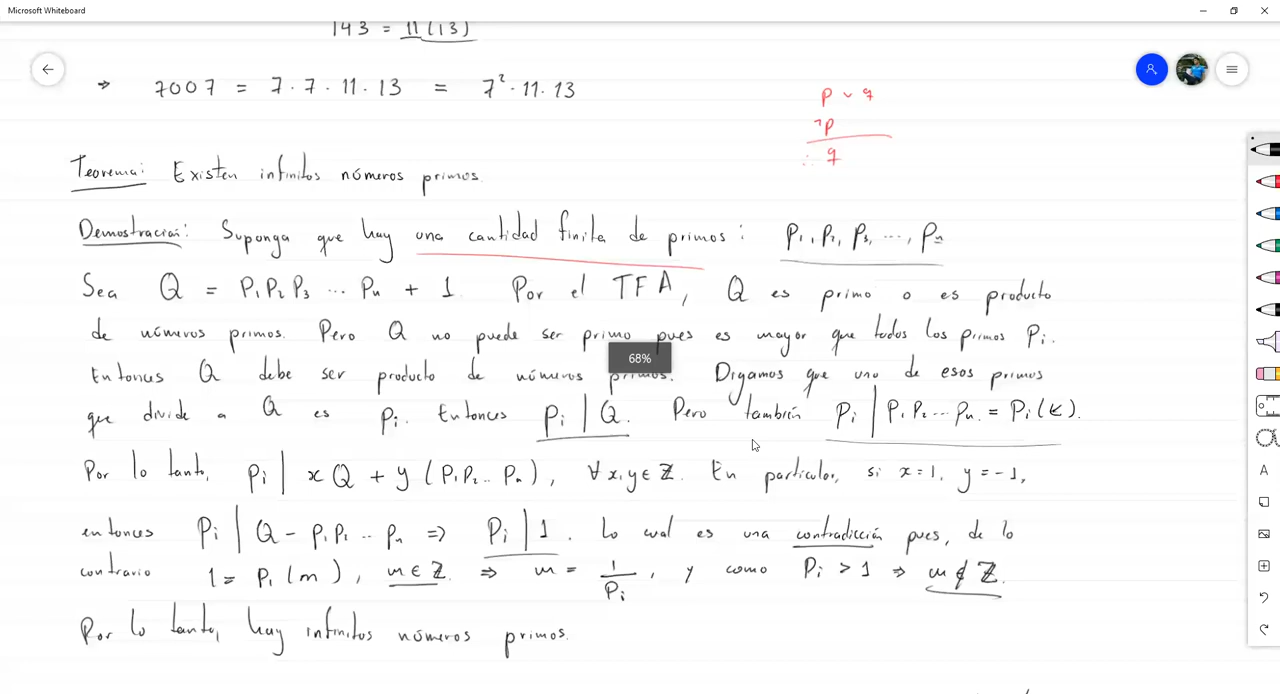 Microsoft Whiteboard
143 = 11(13)
⇒ 7007 = 7·7·11·13 = 7²·11·13
p ∨ q
¬p
∴ q
Teorema: Existen infinitos números primos.
Demostración: Suponga que hay una cantidad finita de primos: P₁, P₂, P₃, ..., Pₙ
Sea Q = P₁P₂P₃ ... Pₙ + 1. Por el TFA, Q es primo o es producto
de números primos. Pero Q no puede ser primo pues es mayor que todos los primos Pi.
68%
Entonces Q debe ser producto de números primos. Digamos que uno de esos primos
que divide a Q es Pi. Entonces Pi | Q. Pero también Pi | P₁P₂...Pₙ = Pi(k).
Por lo tanto, Pi | xQ + y(P₁P₂...Pₙ), ∀x,y∈ℤ. En particular, si x=1, y=-1,
entonces Pi | Q - P₁P₂...Pₙ ⇒ Pi | 1. Lo cual es una contradicción pues, de lo
contrario 1 = Pi(m), m∈ℤ. ⇒ m = 1/Pi, y como Pi > 1 ⇒ m∉ℤ.
Por lo tanto, hay infinitos números primos.
A